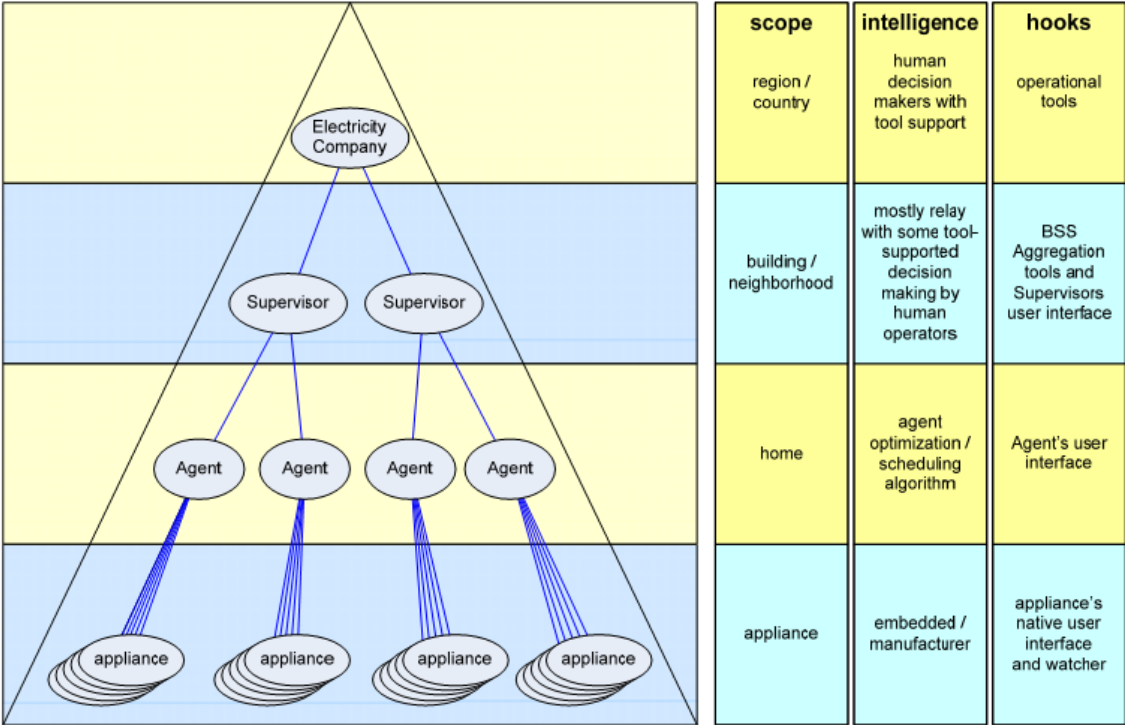 Electricity
Company
Supervisor
Supervisor
Agent
Agent
Agent
Agent
appliance
appliance
appliance
appliance
scope
region /
country
building /
neighborhood
home
appliance
intelligence
human
decision
makers with
tool support
mostly relay
with some tool-
supported
decision
making by
human
operators
agent
optimization /
scheduling
algorithm
embedded /
manufacturer
hooks
operational
tools
BSS
Aggregation
tools and
Supervisors
user interface
Agent's user
interface
appliance's
native user
interface
and watcher